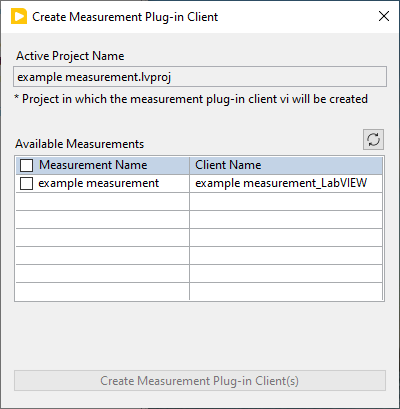 Create Measurement Plug-in Client
Active Project Name
example measurement.lvproj
* Project in which the measurement plug-in client vi will be created
Available Measurements
Measurement Name Client Name
example measurement example measurement_LabVIEW
Create Measurement Plug-in Client(s)